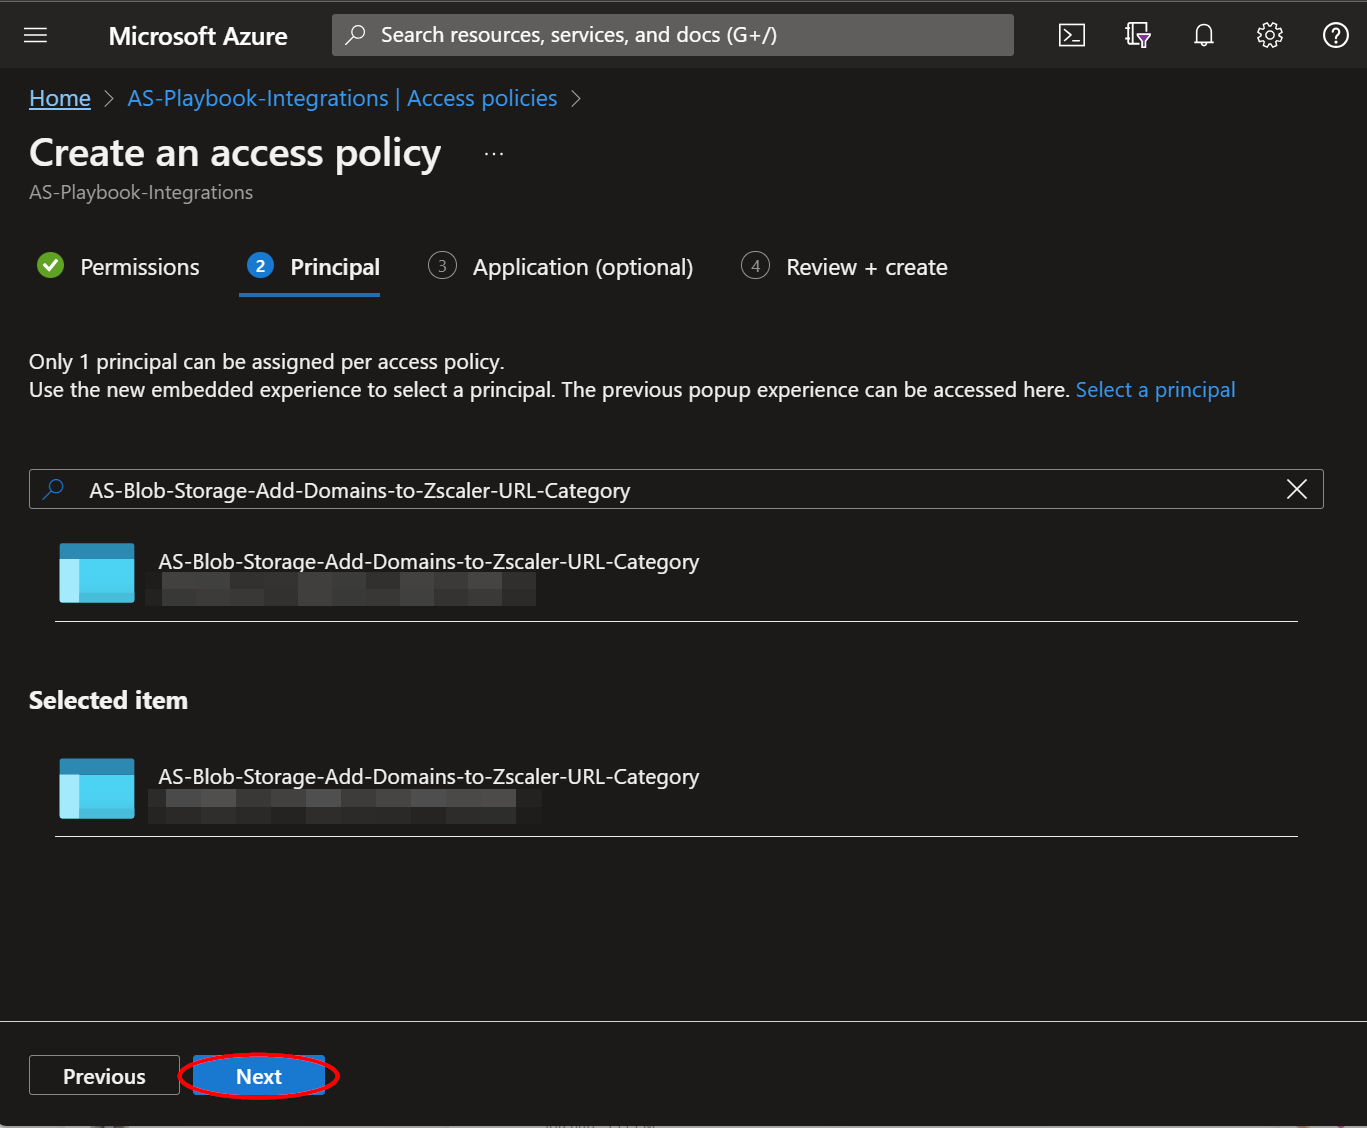 Microsoft Azure
Search resources, services, and docs (G+/)
Home > AS-Playbook-Integrations | Access policies >
Create an access policy ...
AS-Playbook-Integrations
Permissions
2 Principal
3 Application (optional)
4 Review + create
Only 1 principal can be assigned per access policy.
Use the new embedded experience to select a principal. The previous popup experience can be accessed here. Select a principal
AS-Blob-Storage-Add-Domains-to-Zscaler-URL-Category
AS-Blob-Storage-Add-Domains-to-Zscaler-URL-Category
Selected item
AS-Blob-Storage-Add-Domains-to-Zscaler-URL-Category
Previous
Next